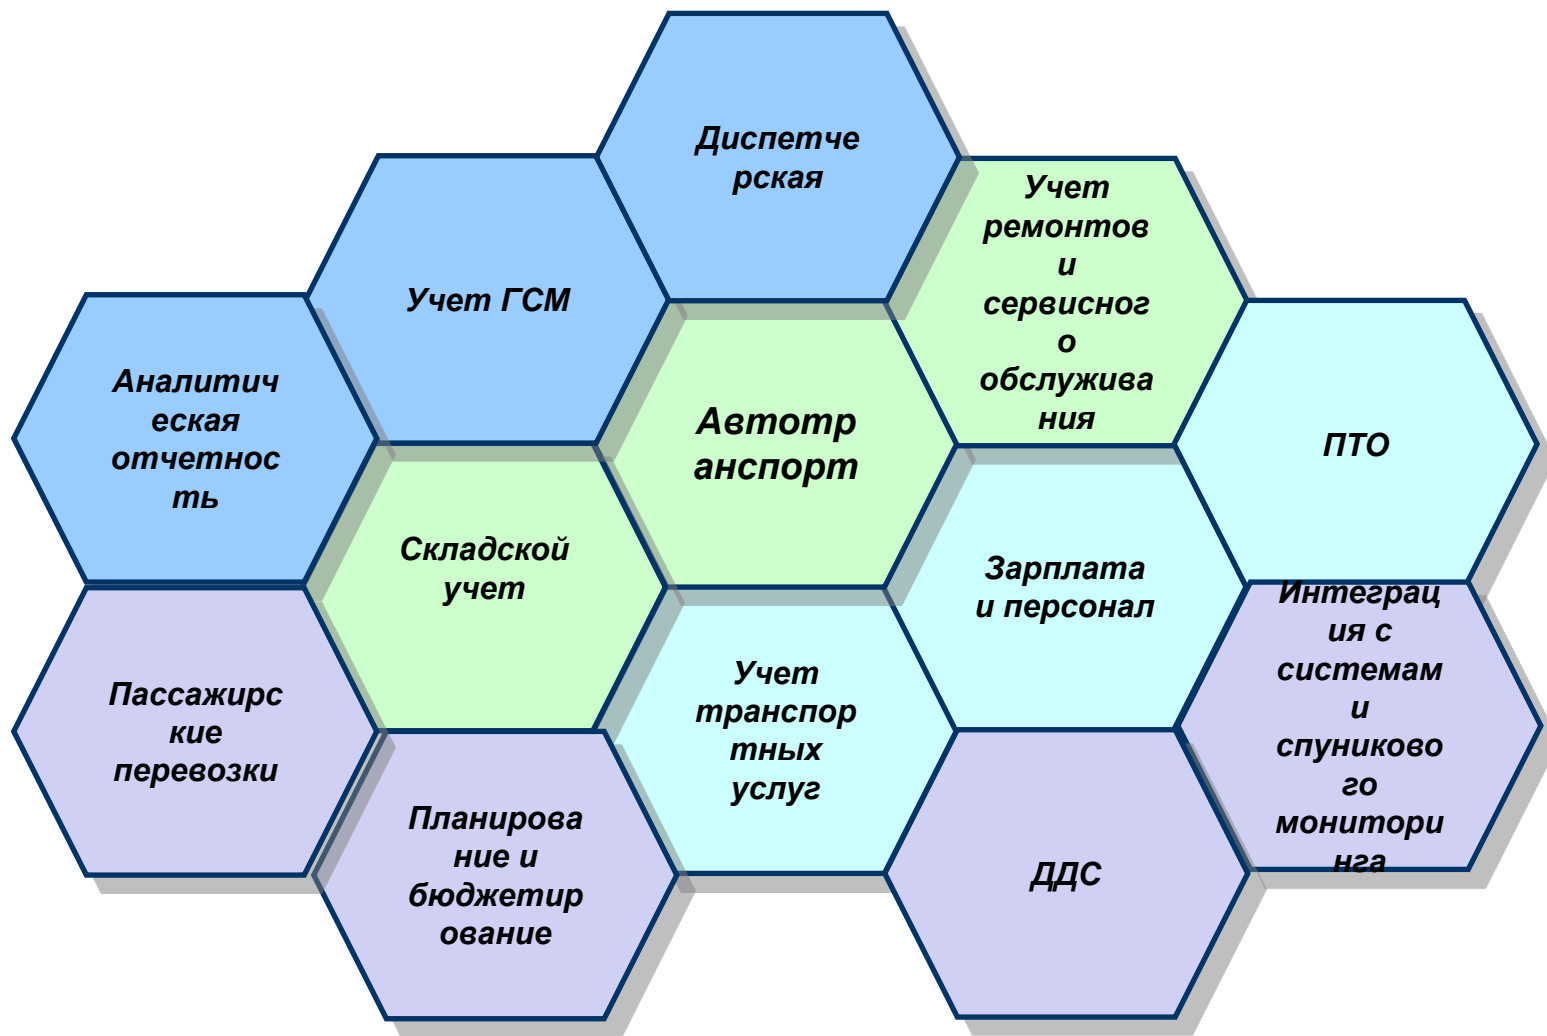 Диспетче
рская
Учет ГСМ
Учет
ремонтов
и
сервисног
о
обслужива
ния
Аналитич
еская
отчетнос
ть
Автотр
анспорт
ПТО
Складской
учет
Зарплата
и персонал
Пассажирс
кие
перевозки
Учет
транспор
тных
услуг
Интеграц
ия с
системам
и
спуниково
го
монитори
нга
Планирова
ние и
бюджетир
ование
ДДС